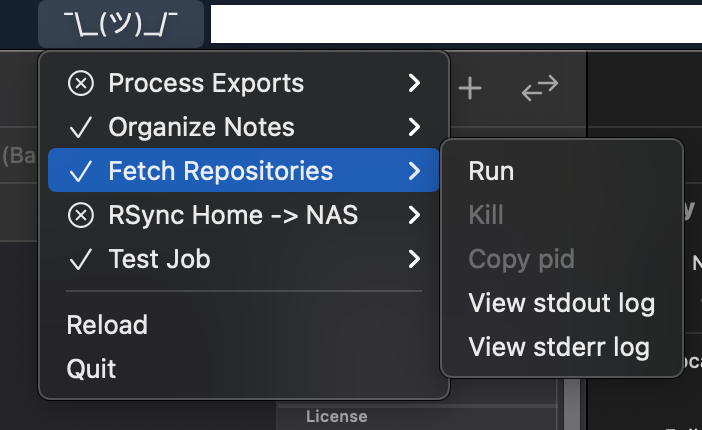 ¯\_(ツ)_/¯
Process Exports
Organize Notes
(Ba
Fetch Repositories
Run
RSync Home -> NAS
Kill
Test Job
Copy pid
View stdout log
Reload
View stderr log
Quit
License